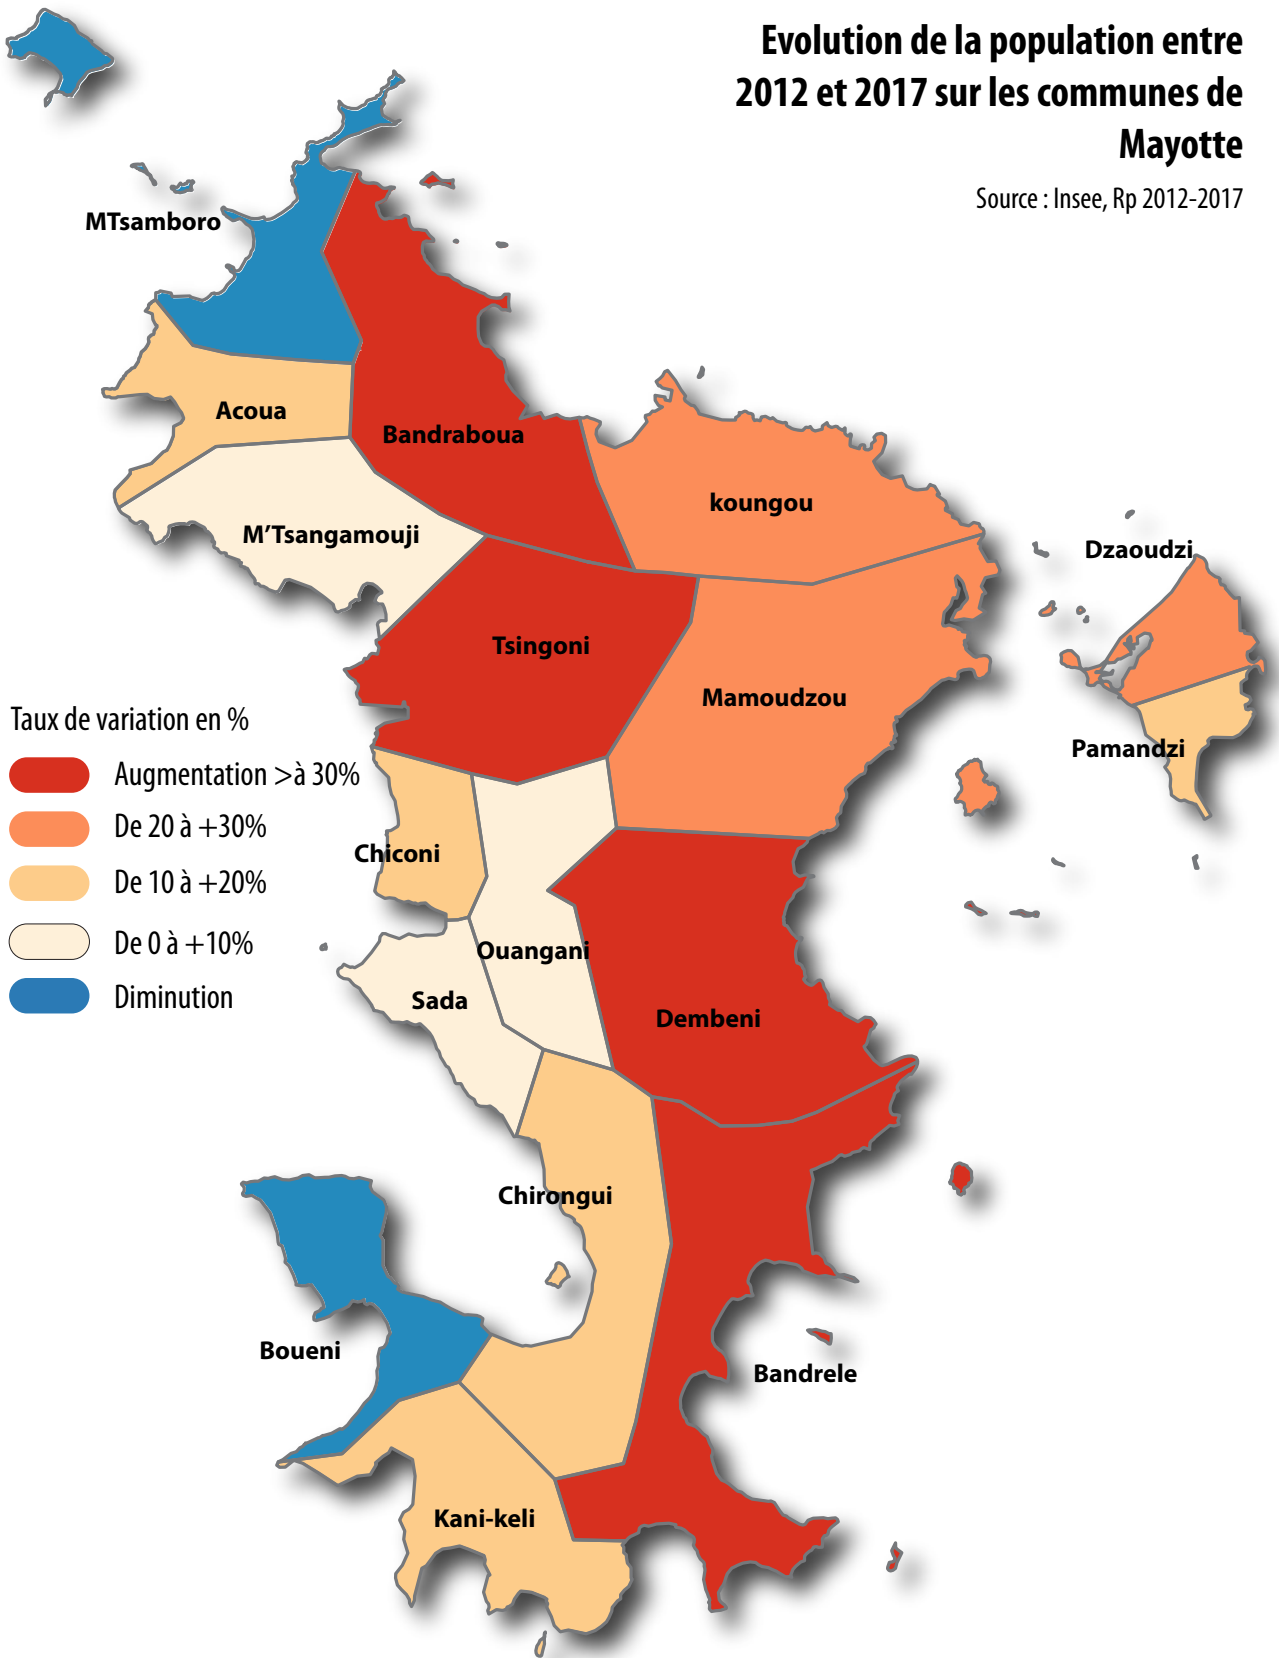 Evolution de la population entre
2012 et 2017 sur les communes de
Mayotte
Source : Insee, Rp 2012-2017
MTsamboro
Acoua
Bandraboua
koungou
M'Tsangamouji
Dzaoudzi
Tsingoni
Mamoudzou
Pamandzi
Taux de variation en %
Augmentation >à 30%
De 20 à +30%
De 10 à +20%
De 0 à +10%
Diminution
Chiconi
Ouangani
Sada
Dembeni
Chirongui
Boueni
Bandrele
Kani-keli